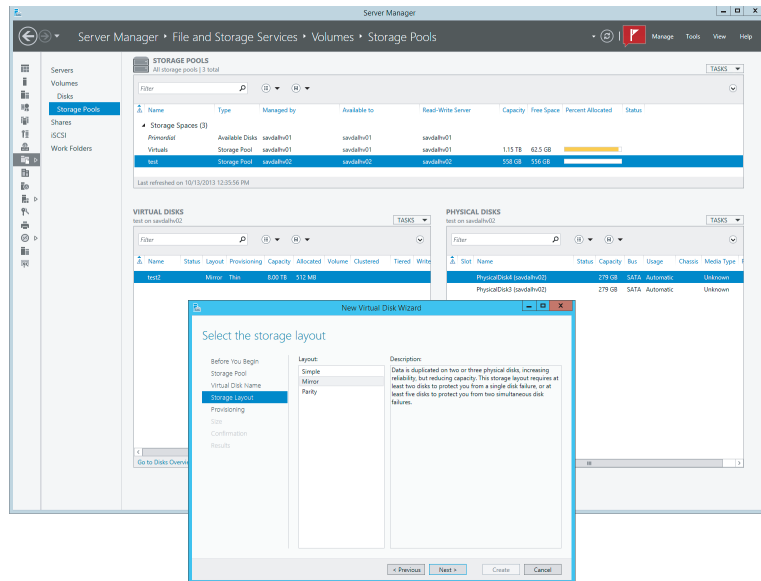 Server Manager
Server Manager ‣ File and Storage Services ‣ Volumes ‣ Storage Pools
Manage Tools View Help
Servers
Volumes
Disks
Storage Pools
Shares
iSCSI
Work Folders
STORAGE POOLS
All storage pools | 3 total
TASKS
Filter
Name Type Managed by Available to Read-Write Server Capacity Free Space Percent Allocated Status
Storage Spaces (3)
Primordial Available Disks savdalhv01 savdalhv01 savdalhv01
Virtuals Storage Pool savdalhv01 savdalhv01 savdalhv01 1.15 TB 62.5 GB
test Storage Pool savdalhv02 savdalhv02 savdalhv02 558 GB 556 GB
Last refreshed on 10/13/2013 12:35:56 PM
VIRTUAL DISKS
test on savdalhv02
TASKS
Filter
Name Status Layout Provisioning Capacity Allocated Volume Clustered Tiered Write
test2 Mirror Thin 8.00 TB 512 MB
Go to Disks Overvie
PHYSICAL DISKS
test on savdalhv02
TASKS
Filter
Slot Name Status Capacity Bus Usage Chassis Media Type
PhysicalDisk4 (savdalhv02) 279 GB SATA Automatic Unknown
PhysicalDisk3 (savdalhv02) 279 GB SATA Automatic Unknown
New Virtual Disk Wizard
Select the storage layout
Before You Begin
Storage Pool
Virtual Disk Name
Storage Layout
Provisioning
Size
Confirmation
Results
Layout:
Simple
Mirror
Parity
Description:
Data is duplicated on two or three physical disks, increasing
reliability, but reducing capacity. This storage layout requires at
least two disks to protect you from a single disk failure, or at
least five disks to protect you from two simultaneous disk
failures.
< Previous Next > Create Cancel